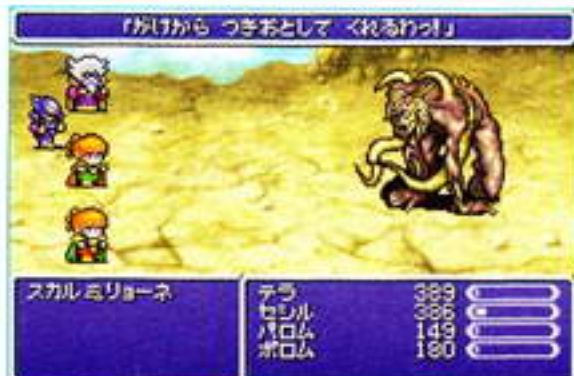 「がけから つきおとして くれるわっ!」
スカルミリョーネ
テラ 389
セシル 386
パロム 149
ポロム 180